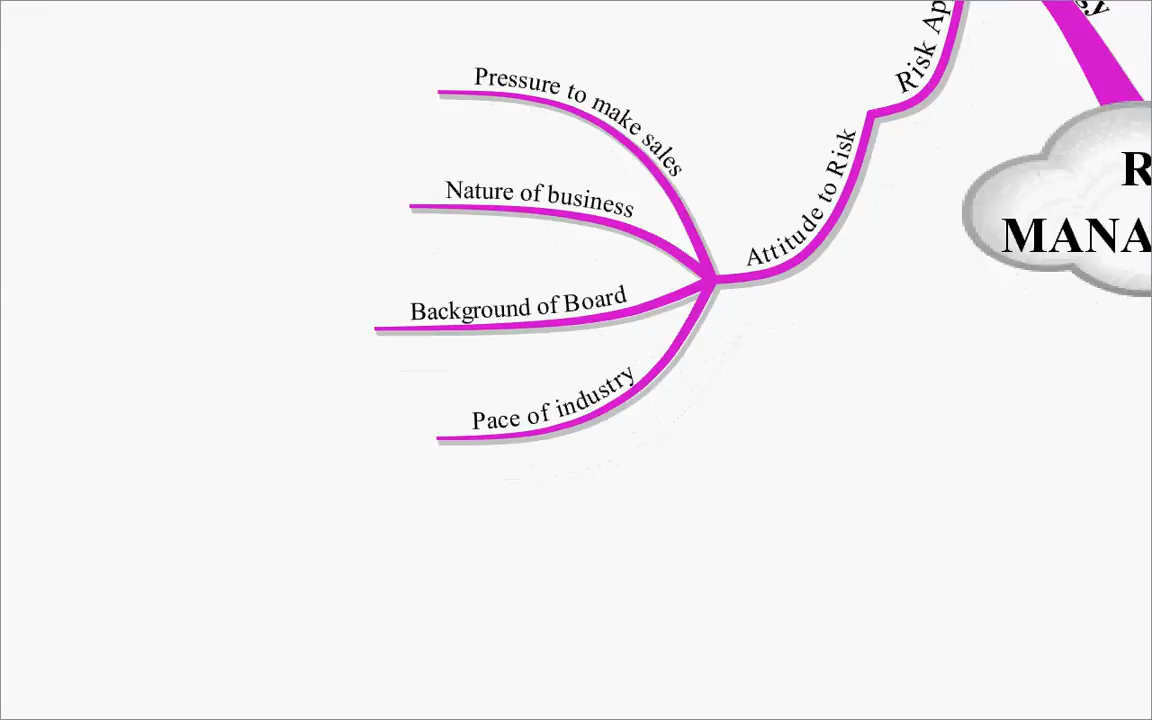 Pressure to make sales
Nature of business
Background of Board
Pace of industry
Attitude to Risk
Risk Ap
gy
R
MANA